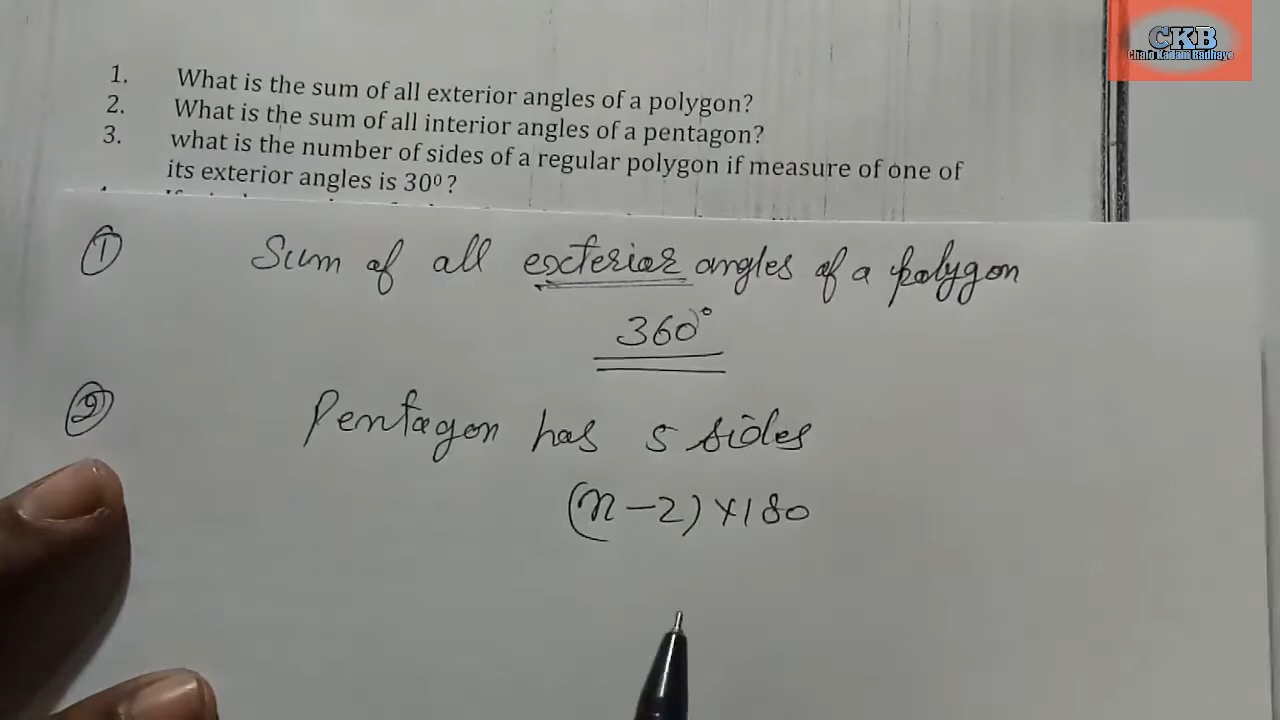 CKB
Chalo Kadam Badhaye
1. What is the sum of all exterior angles of a polygon?
2. What is the sum of all interior angles of a pentagon?
3. what is the number of sides of a regular polygon if measure of one of
its exterior angles is 30⁰ ?
① Sum of all exterior angles of a polygon
360°
② Pentagon has 5 sides
(n-2)×180